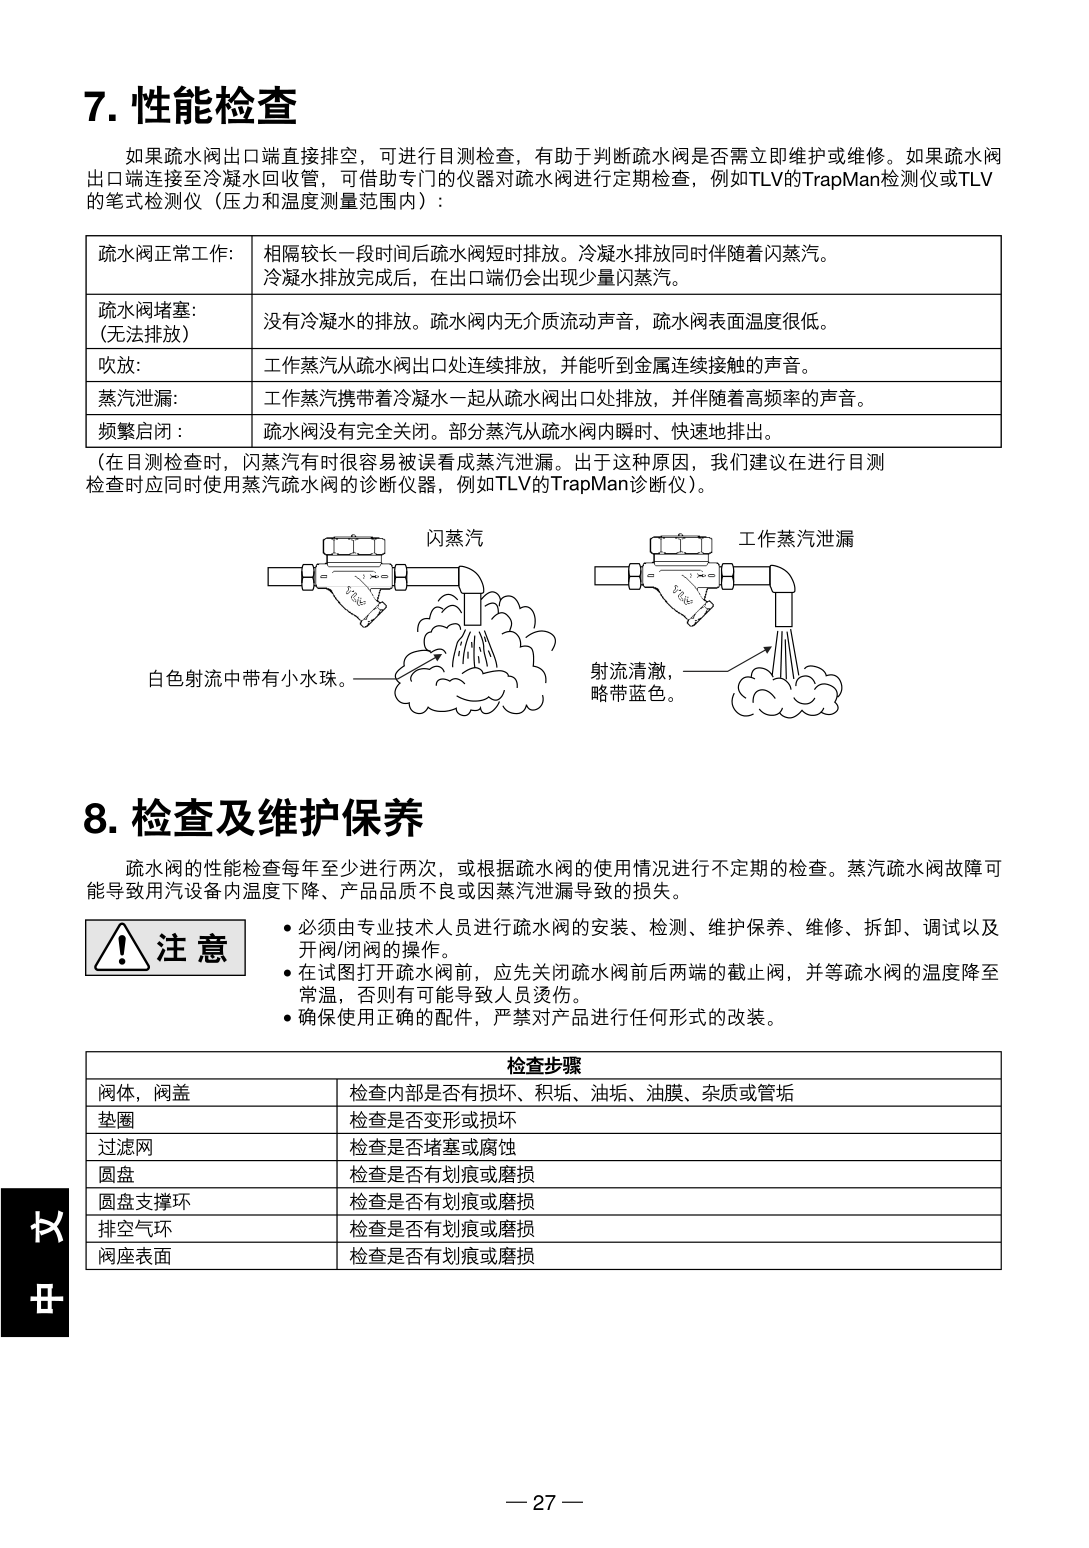 7. 性能检查
如果疏水阀出口端直接排空，可进行目测检查，有助于判断疏水阀是否需立即维护或维修。如果疏水阀
出口端连接至冷凝水回收管，可借助专门的仪器对疏水阀进行定期检查，例如TLV的TrapMan检测仪或TLV
的笔式检测仪（压力和温度测量范围内）:
疏水阀正常工作: 相隔较长一段时间后疏水阀短时排放。冷凝水排放同时伴随着闪蒸汽。
冷凝水排放完成后，在出口端仍会出现少量闪蒸汽。
疏水阀堵塞:
(无法排放） 没有冷凝水的排放。疏水阀内无介质流动声音，疏水阀表面温度很低。
吹放: 工作蒸汽从疏水阀出口处连续排放，并能听到金属连续接触的声音。
蒸汽泄漏: 工作蒸汽携带着冷凝水一起从疏水阀出口处排放，并伴随着高频率的声音。
频繁启闭 : 疏水阀没有完全关闭。部分蒸汽从疏水阀内瞬时、快速地排出。
（在目测检查时，闪蒸汽有时很容易被误看成蒸汽泄漏。出于这种原因，我们建议在进行目测
检查时应同时使用蒸汽疏水阀的诊断仪器，例如TLV的TrapMan诊断仪）。
闪蒸汽 工作蒸汽泄漏
TLV TLV
白色射流中带有小水珠。 射流清澈，
略带蓝色。
8. 检查及维护保养
疏水阀的性能检查每年至少进行两次，或根据疏水阀的使用情况进行不定期的检查。蒸汽疏水阀故障可
能导致用汽设备内温度下降、产品品质不良或因蒸汽泄漏导致的损失。
注 意
● 必须由专业技术人员进行疏水阀的安装、检测、维护保养、维修、拆卸、调试以及
开阀/闭阀的操作。
● 在试图打开疏水阀前，应先关闭疏水阀前后两端的截止阀，并等疏水阀的温度降至
常温，否则有可能导致人员烫伤。
● 确保使用正确的配件，严禁对产品进行任何形式的改装。
检查步骤
阀体，阀盖 检查内部是否有损坏、积垢、油垢、油膜、杂质或管垢
垫圈 检查是否变形或损坏
过滤网 检查是否堵塞或腐蚀
圆盘 检查是否有划痕或磨损
圆盘支撑环 检查是否有划痕或磨损
排空气环 检查是否有划痕或磨损
阀座表面 检查是否有划痕或磨损
中 文
— 27 —